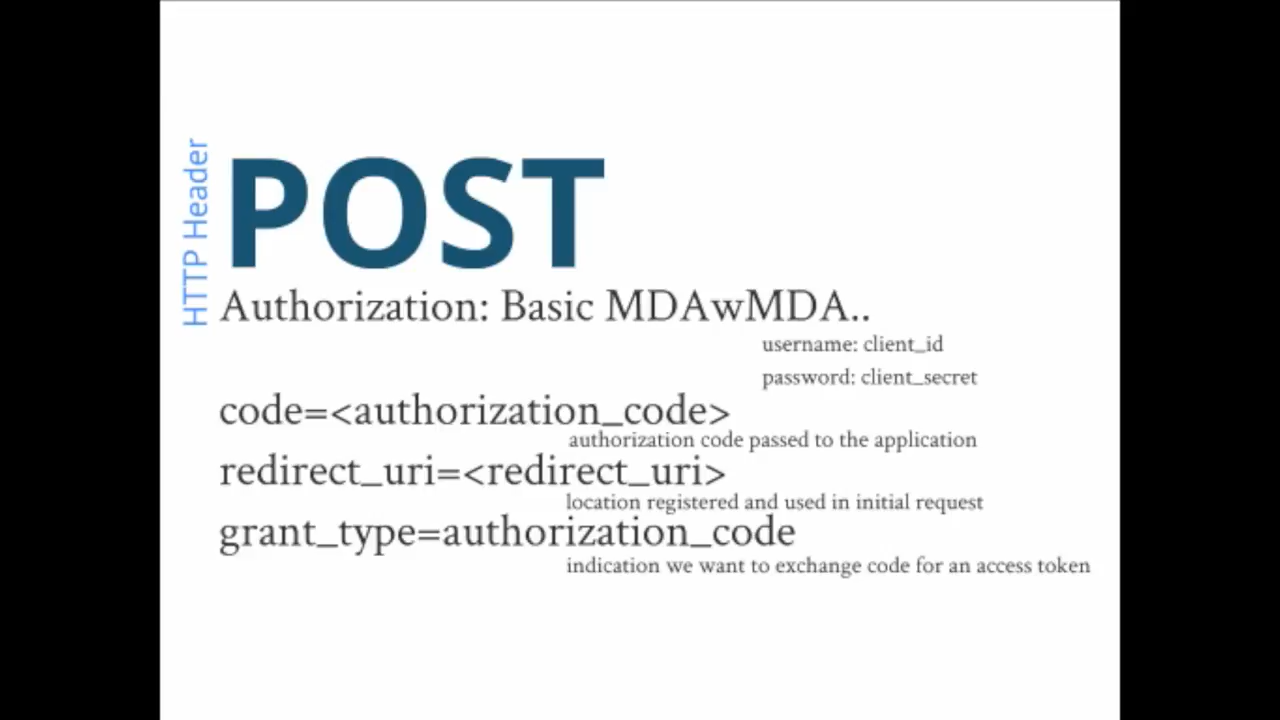 HTTP Header
POST
Authorization: Basic MDAwMDA..
username: client_id
password: client_secret
code=<authorization_code>
authorization code passed to the application
redirect_uri=<redirect_uri>
location registered and used in initial request
grant_type=authorization_code
indication we want to exchange code for an access token